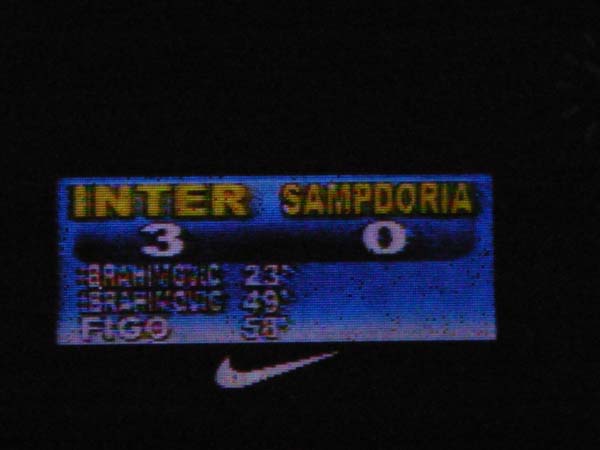 INTER SAMPDORIA
3 0
IBRAHIMOVIC 23'
IBRAHIMOVIC 49'
FIGO 58'